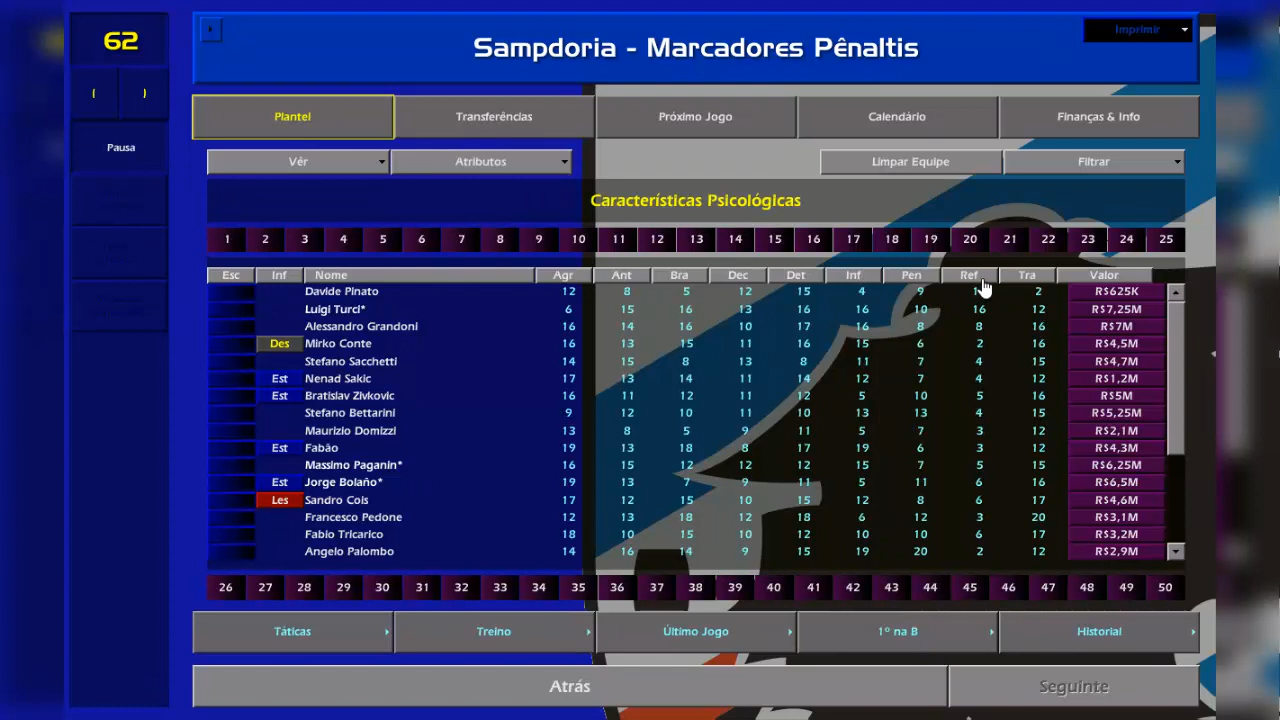 62
Sampdoria - Marcadores Pênaltis
Imprimir
Pausa
Plantel Transferências Próximo Jogo Calendário Finanças & Info
Vêr Atributos Limpar Equipe Filtrar
Características Psicológicas
1 2 3 4 5 6 7 8 9 10 11 12 13 14 15 16 17 18 19 20 21 22 23 24 25
Esc Inf Nome Agr Ant Bra Dec Det Inf Pen Ref Tra Valor
Davide Pinato 12 8 5 12 15 4 9 2 R$625K
Luigi Turci* 6 15 16 13 16 16 10 16 12 R$7,25M
Alessandro Grandoni 16 14 16 10 17 16 8 8 16 R$7M
Des Mirko Conte 16 13 15 11 16 15 6 2 16 R$4,5M
Stefano Sacchetti 14 15 8 13 8 11 7 4 15 R$4,7M
Est Nenad Sakic 17 13 14 11 14 12 7 4 12 R$1,2M
Est Bratislav Zivkovic 16 11 12 11 12 5 10 5 16 R$5M
Stefano Bettarini 9 12 10 11 10 13 13 4 15 R$5,25M
Maurizio Domizzi 13 8 5 9 11 5 7 3 12 R$2,1M
Est Fabão 19 13 18 8 13 19 6 3 12 R$4,3M
Massimo Paganin* 16 15 12 12 12 15 7 5 15 R$6,25M
Est Jorge Bolaño* 19 13 7 9 11 5 11 6 16 R$6,5M
Les Sandro Cois 17 12 15 10 15 12 8 6 17 R$4,6M
Francesco Pedone 12 13 18 12 18 6 12 3 20 R$3,1M
Fabio Tricarico 18 10 15 10 12 10 10 6 17 R$3,2M
Angelo Palombo 14 16 14 9 15 19 20 2 12 R$2,9M
26 27 28 29 30 31 32 33 34 35 36 37 38 39 40 41 42 43 44 45 46 47 48 49 50
Táticas Treino Último Jogo 1º na B Historial
Atrás Seguinte